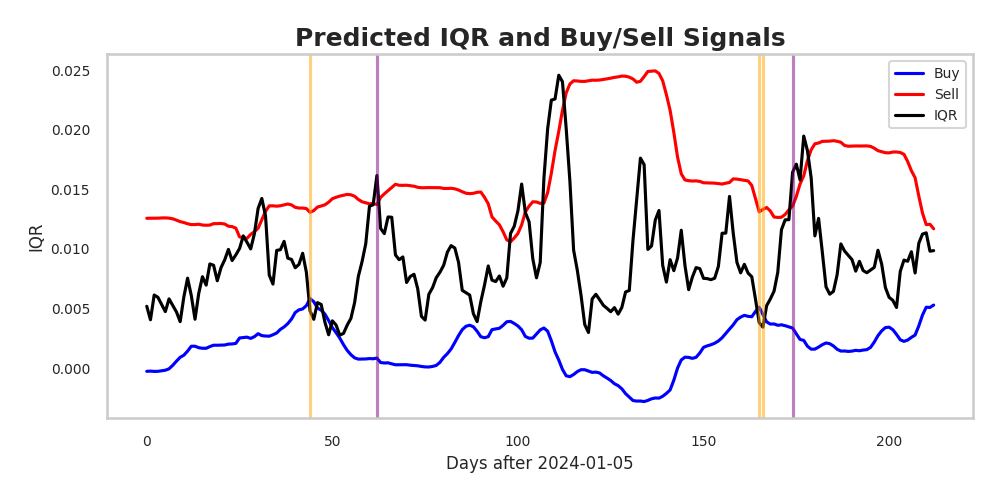 Predicted IQR and Buy/Sell Signals
Buy
Sell
IQR
IQR
0.025
0.020
0.015
0.010
0.005
0.000
0 50 100 150 200
Days after 2024-01-05